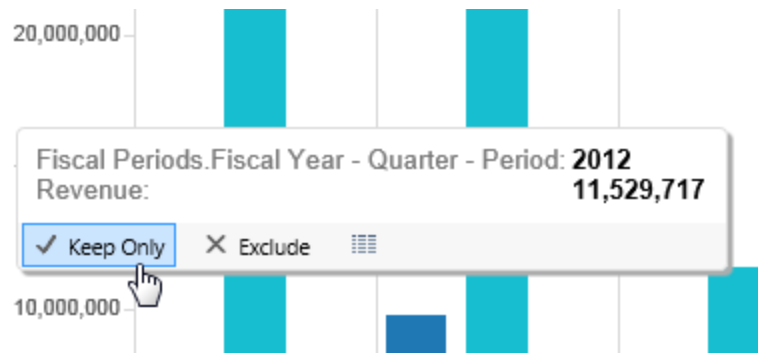 20,000,000
Fiscal Periods.Fiscal Year - Quarter - Period: 2012
Revenue: 11,529,717
Keep Only Exclude
10,000,000